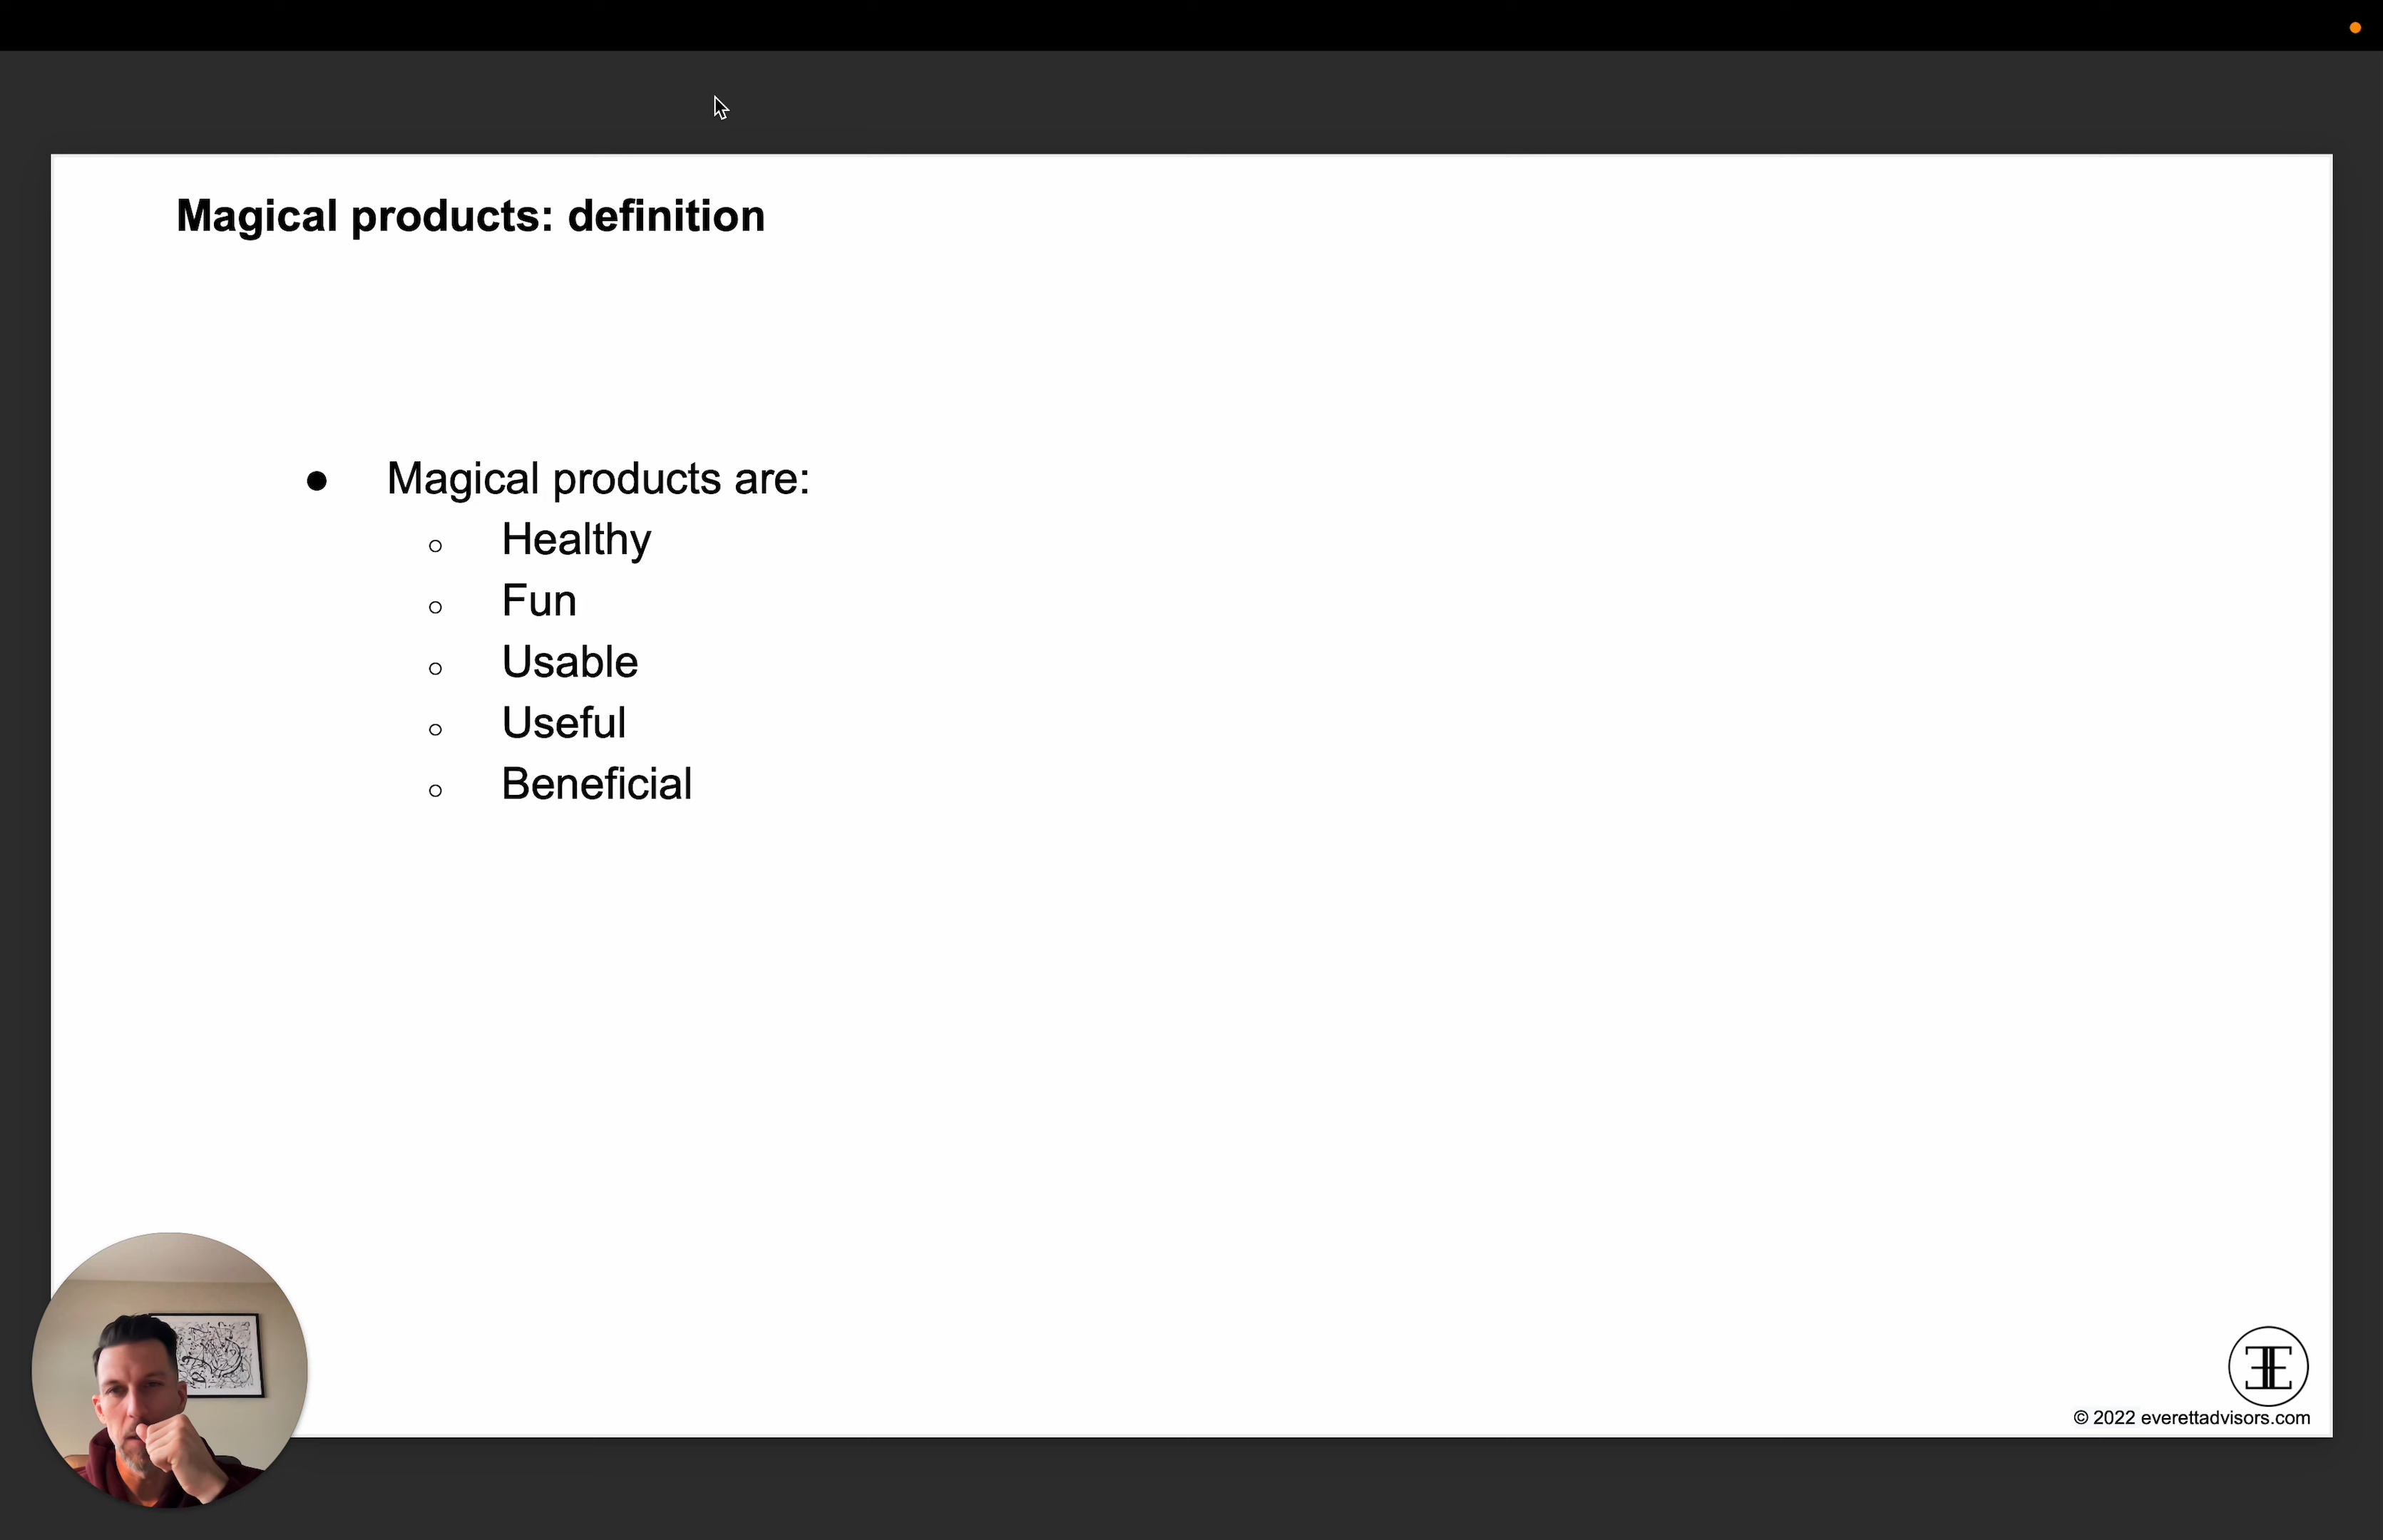 Magical products: definition
● Magical products are:
○ Healthy
○ Fun
○ Usable
○ Useful
○ Beneficial
© 2022 everettadvisors.com